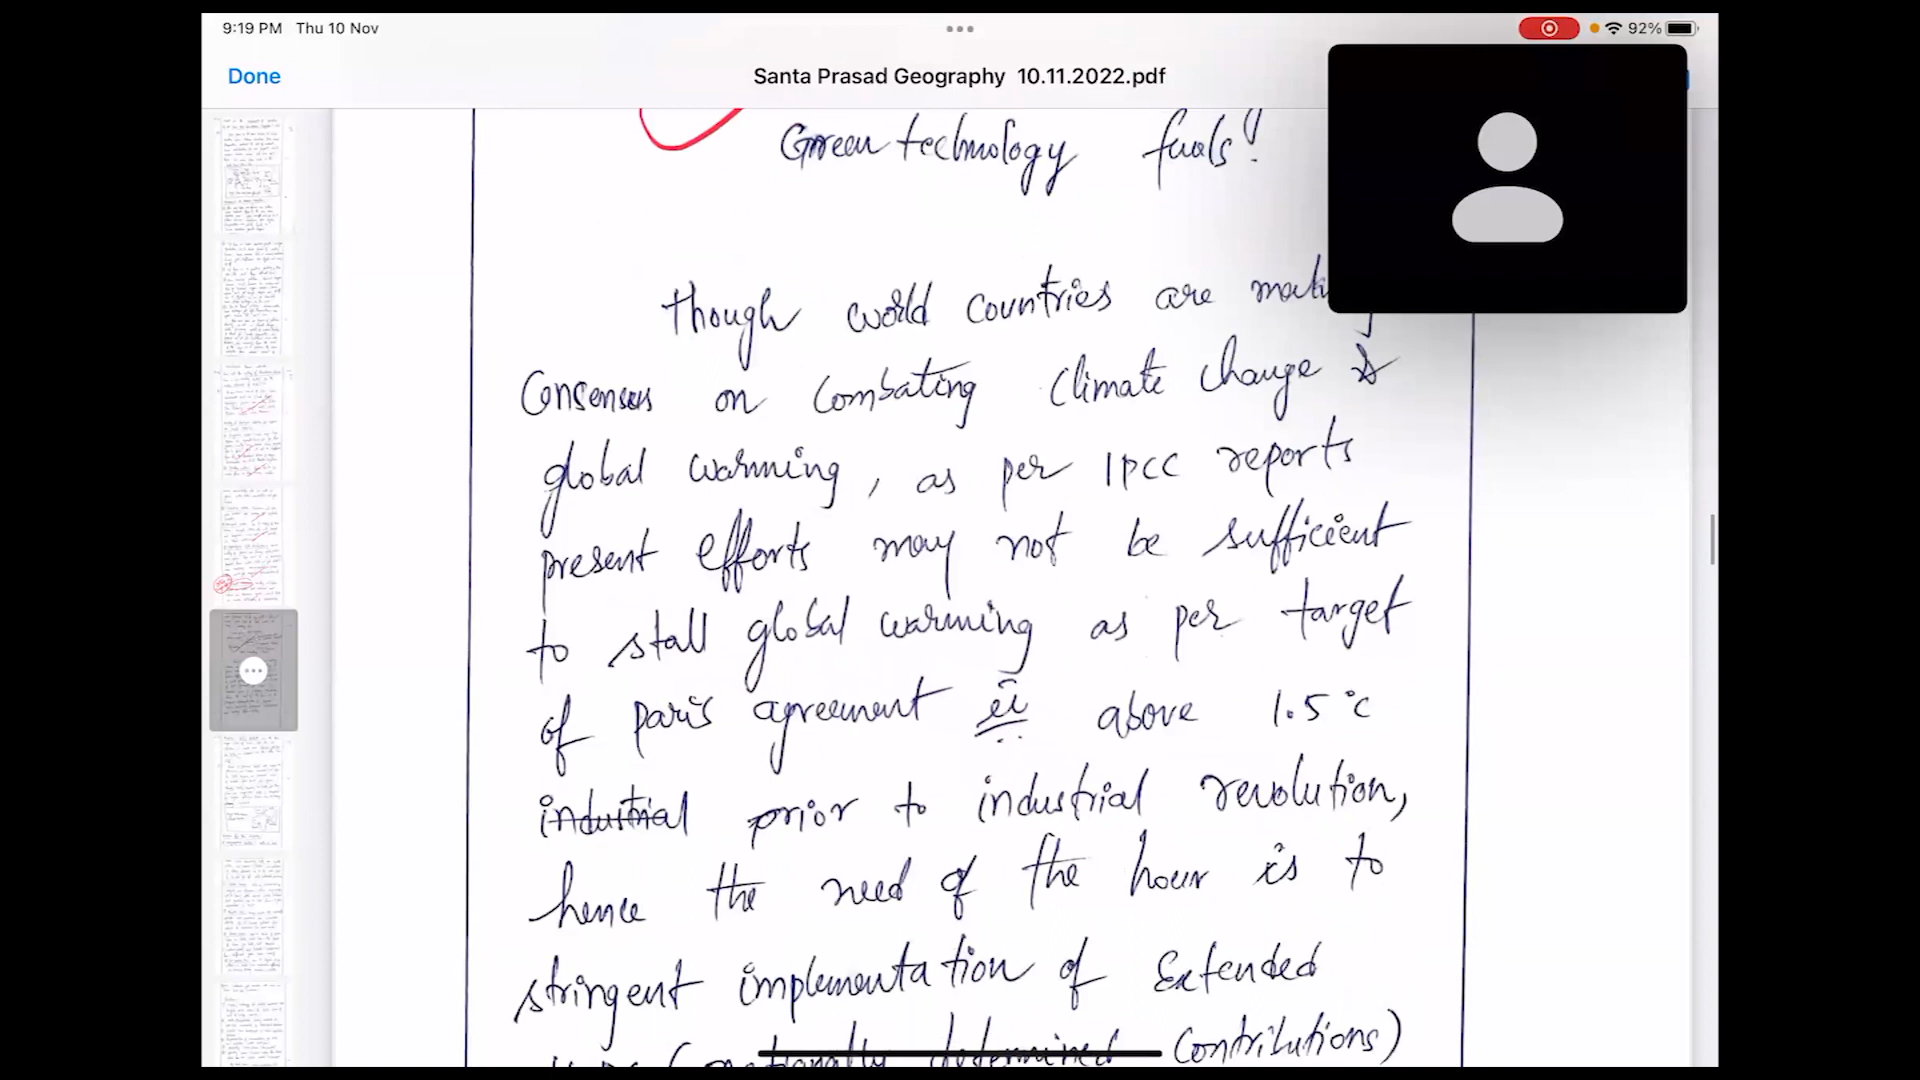 9:19 PM Thu 10 Nov
92%
Done
Santa Prasad Geography 10.11.2022.pdf
Green technology fuels!
Though world countries are
Consensus on combating climate change &
global warming, as per IPCC reports
present efforts may not be sufficient
to stall global warming as per target
of paris agreement ie above 1.5°C
industrial prior to industrial revolution,
hence the need of the hour is to
stringent implementation of Extended
(nationally determined contributions)